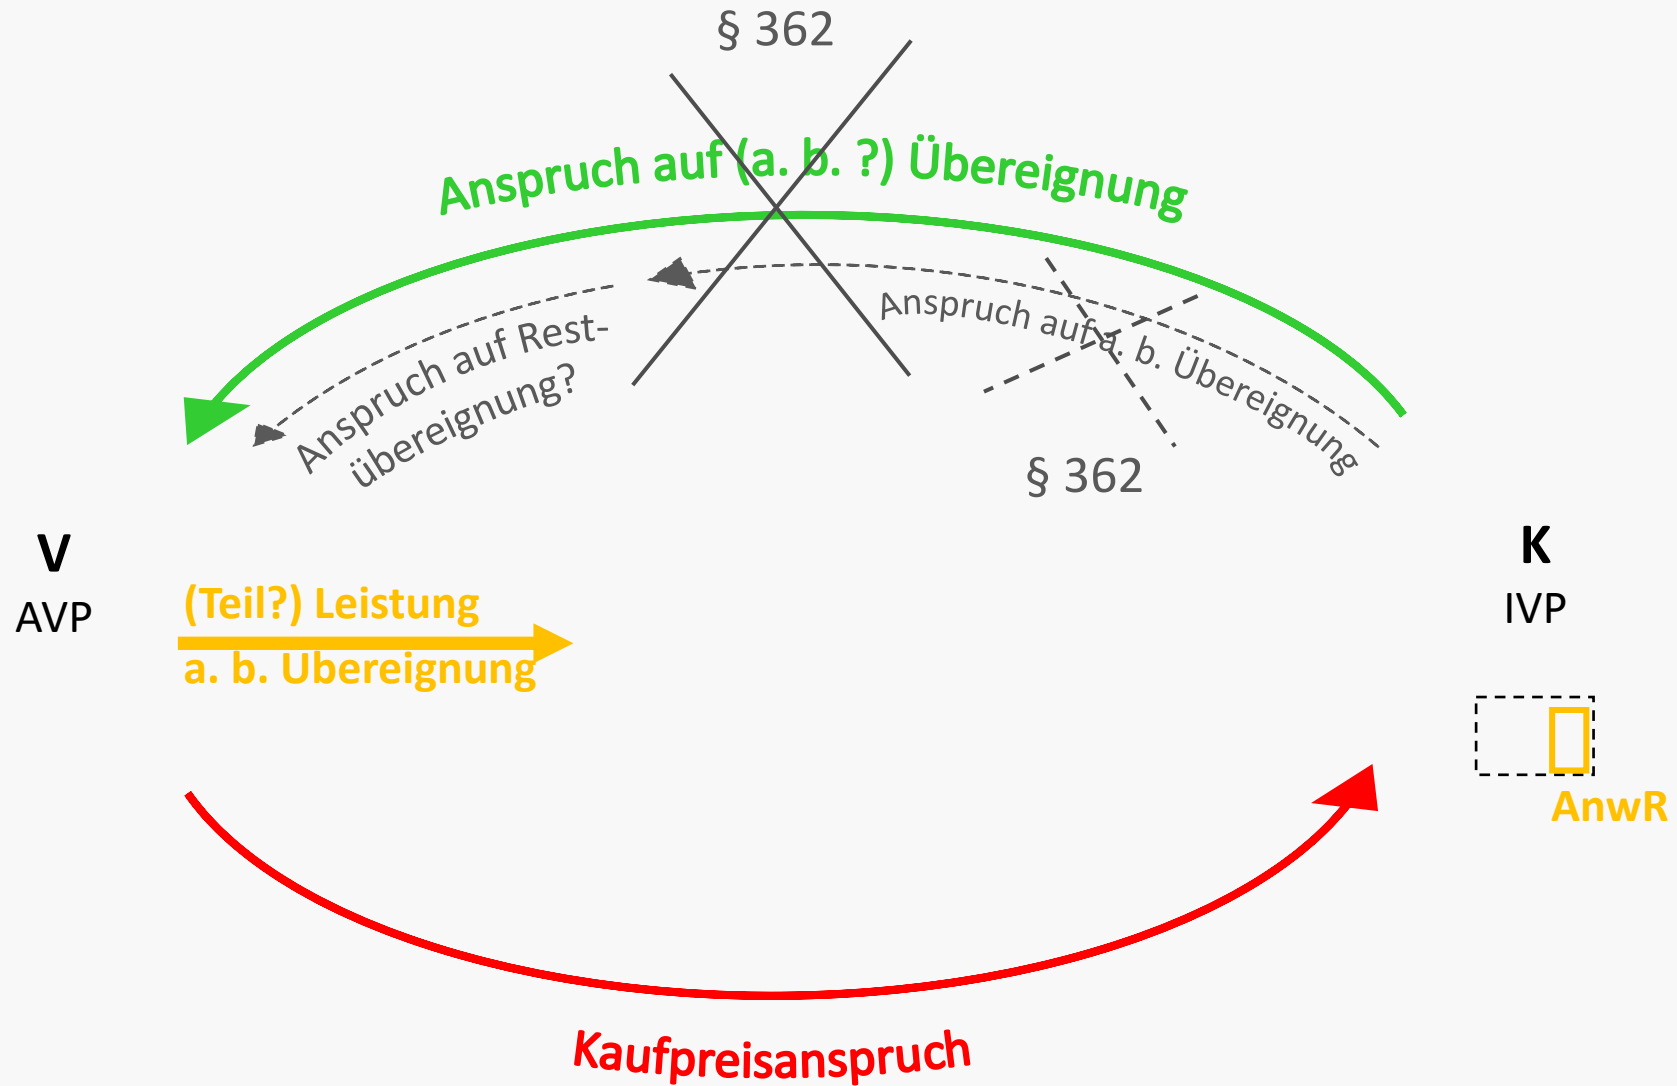 § 362
Anspruch auf (a. b. ?) Übereignung
Anspruch auf Rest-
übereignung?
Anspruch auf a. b. Übereignung
§ 362
V
AVP
K
IVP
(Teil?) Leistung
a. b. Übereignung
AnwR
Kaufpreisanspruch